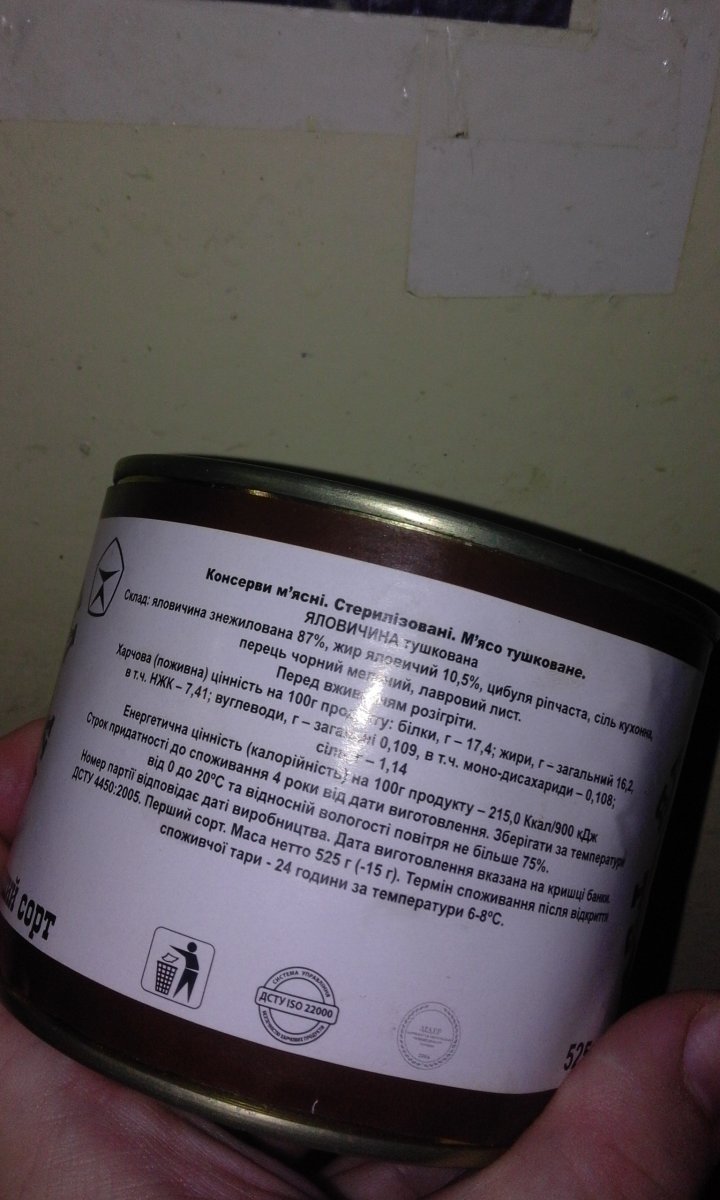 Консерви м'ясні. Стерилізовані. М'ясо тушковане.
ЯЛОВИЧИНА тушкована
Склад: яловичина знежилована 87%, жир яловичий 10,5%, цибуля ріпчаста, сіль кухонна,
перець чорний мелений, лавровий лист.
Перед вживанням розігріти.
Харчова (поживна) цінність на 100г продукту: білки, г – 17,4; жири, г – загальний 16,2,
в т.ч. НЖК – 7,41; вуглеводи, г – загальні 0,109, в т.ч. моно-дисахариди – 0,108;
сіль, г – 1,14
Енергетична цінність (калорійність) на 100г продукту – 215,0 Ккал/900 кДж
Строк придатності до споживання 4 роки від дати виготовлення. Зберігати за температури
від 0 до 20°С та відносній вологості повітря не більше 75%.
Номер партії відповідає даті виробництва. Дата виготовлення вказана на кришці банки.
ДСТУ 4450:2005. Перший сорт. Маса нетто 525 г (-15 г). Термін споживання після відкриття
споживчої тари - 24 години за температури 6-8°С.
сорт
СИСТЕМА УПРАВЛІННЯ
ДСТУ ISO 22000
525